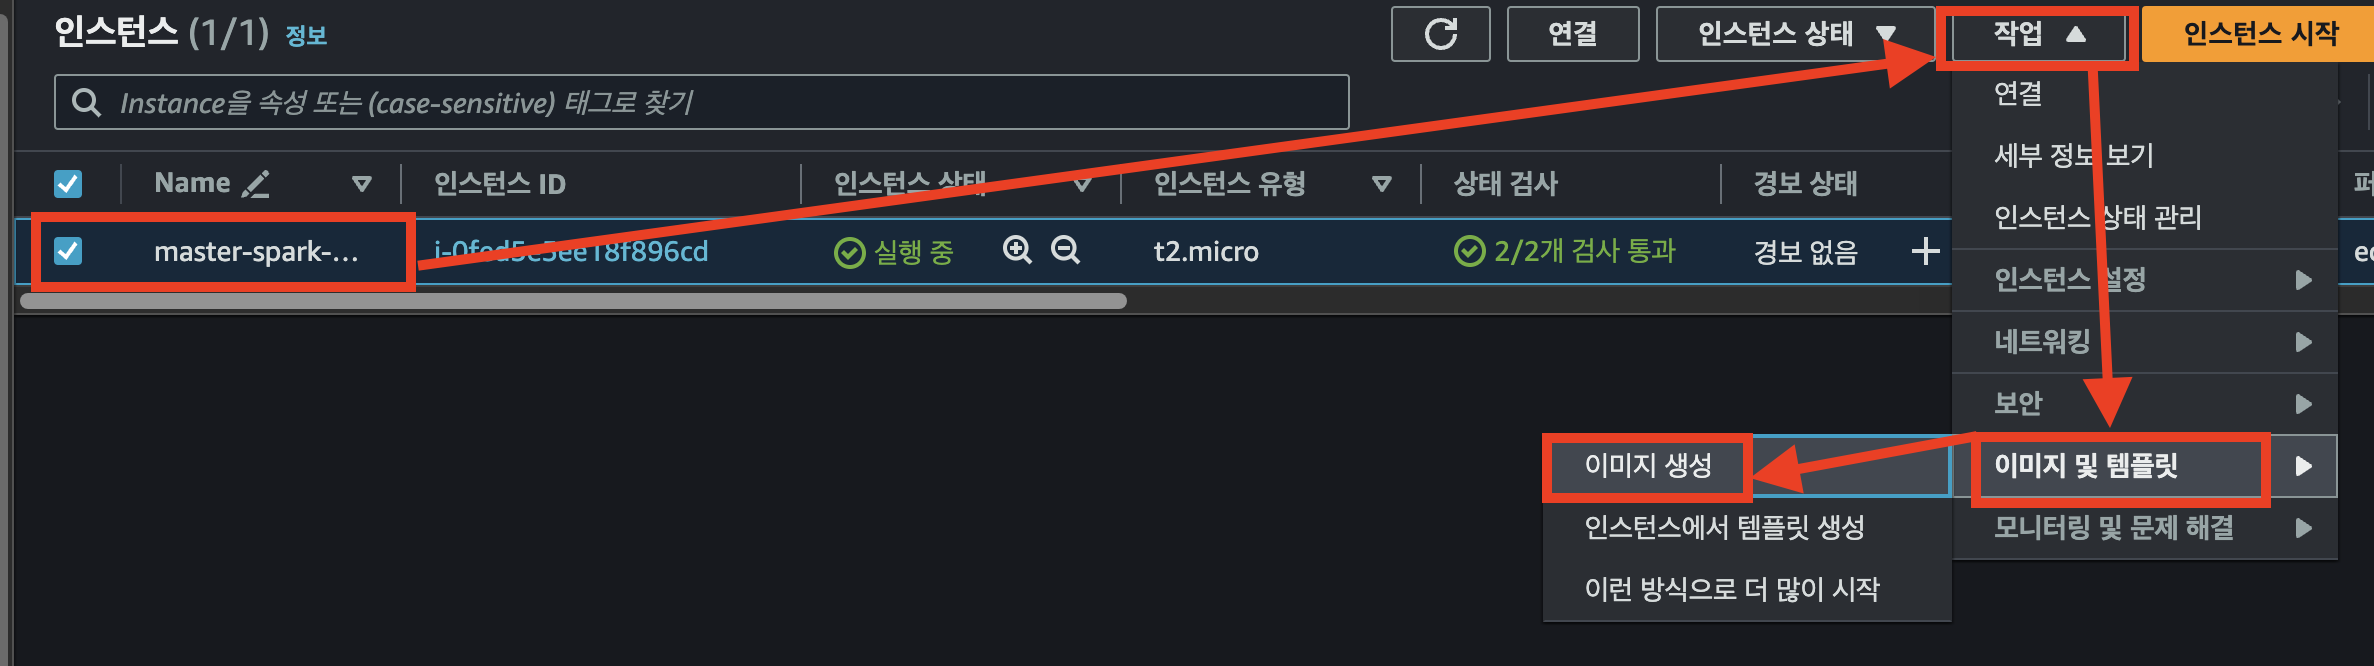 인스턴스 (1/1) 정보
연결
인스턴스 상태
작업
인스턴스 시작
Instance을 속성 또는 (case-sensitive) 태그로 찾기
Name
인스턴스 ID
인스턴스 상태
인스턴스 유형
상태 검사
경보 상태
master-spark-...
실행 중
t2.micro
2/2개 검사 통과
경보 없음
연결
세부 정보 보기
인스턴스 상태 관리
인스턴스 설정
네트워킹
보안
이미지 및 템플릿
모니터링 및 문제 해결
이미지 생성
인스턴스에서 템플릿 생성
이런 방식으로 더 많이 시작